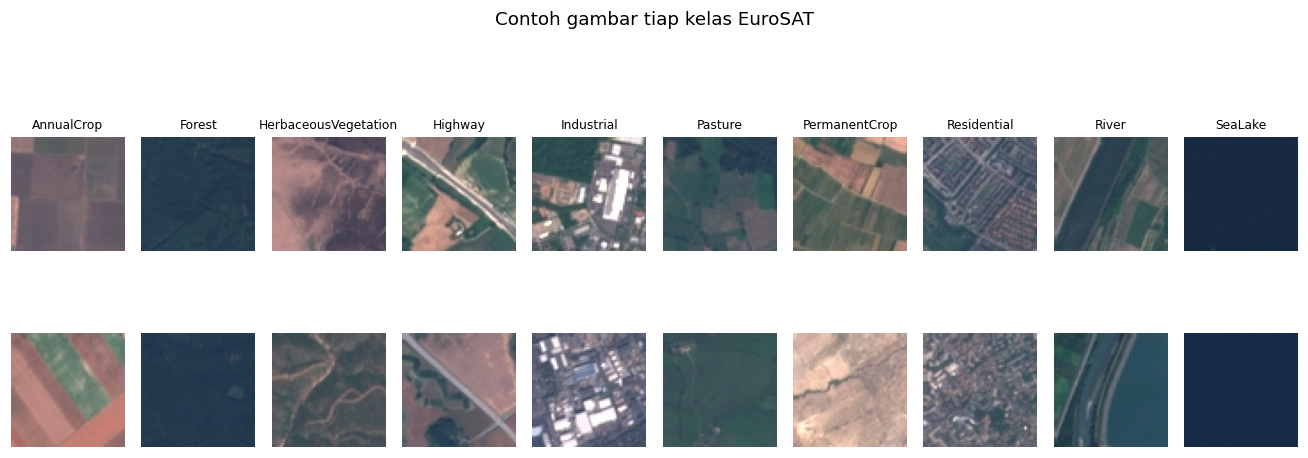 Contoh gambar tiap kelas EuroSAT
AnnualCrop Forest HerbaceousVegetation Highway Industrial Pasture PermanentCrop Residential River SeaLake